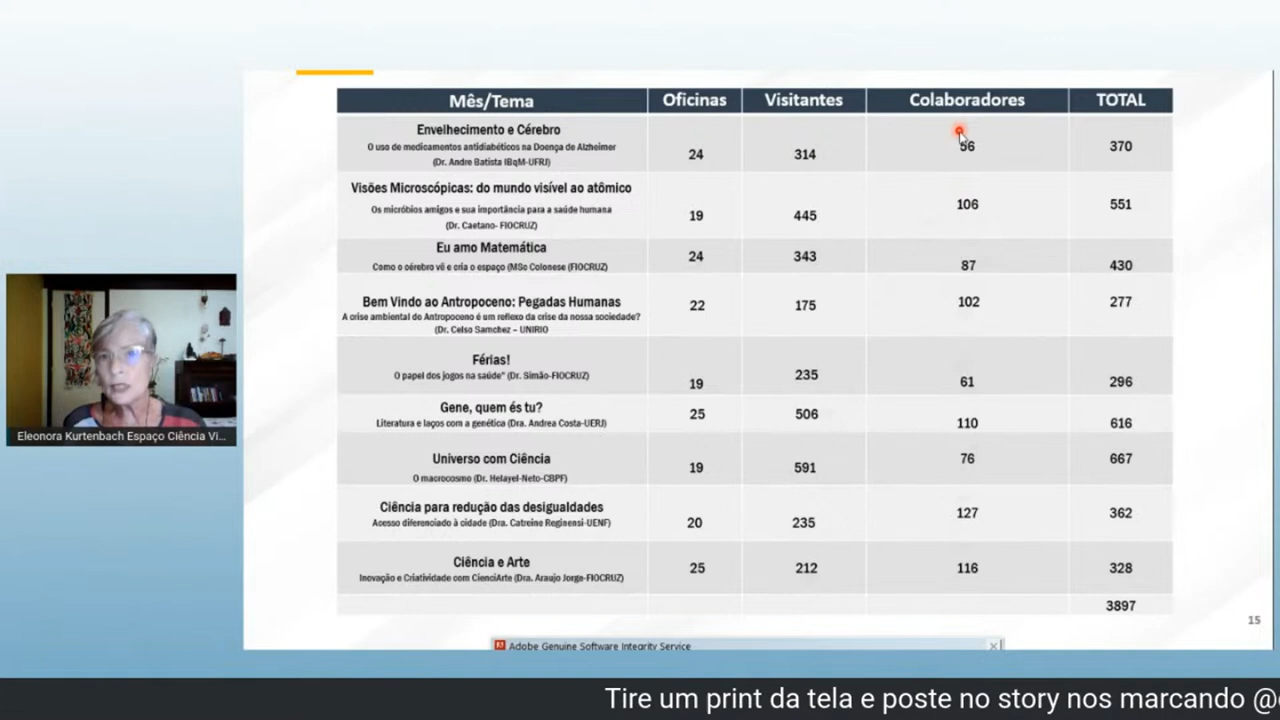 Mês/Tema Oficinas Visitantes Colaboradores TOTAL
Envelhecimento e Cérebro
O uso de medicamentos antidiabéticos na Doença de Alzheimer
(Dr. Andre Batista IBqM-UFRJ)
24 314 56 370
Visões Microscópicas: do mundo visível ao atômico
Os micróbios amigos e sua importância para a saúde humana
(Dr. Caetano- FIOCRUZ)
19 445 106 551
Eu amo Matemática
Como o cérebro vê e cria o espaço (MSc Colonese (FIOCRUZ)
24 343 87 430
Bem Vindo ao Antropoceno: Pegadas Humanas
A crise ambiental do Antropoceno é um reflexo da crise da nossa sociedade?
(Dr. Celso Samchez – UNIRIO
22 175 102 277
Férias!
O papel dos jogos na saúde" (Dr. Simão-FIOCRUZ)
19 235 61 296
Gene, quem és tu?
Literatura e laços com a genética (Dra. Andrea Costa-UERJ)
25 506 110 616
Universo com Ciência
O macrocosmo (Dr. Helayel-Neto-CBPF)
19 591 76 667
Ciência para redução das desigualdades
Acesso diferenciado à cidade (Dra. Catreine Reginensi-UENF)
20 235 127 362
Ciência e Arte
Inovação e Criatividade com CienciArte (Dra. Araujo Jorge-FIOCRUZ)
25 212 116 328
3897
15
Eleonora Kurtenbach Espaço Ciência Vi...
Adobe Genuine Software Integrity Service
Tire um print da tela e poste no story nos marcando @